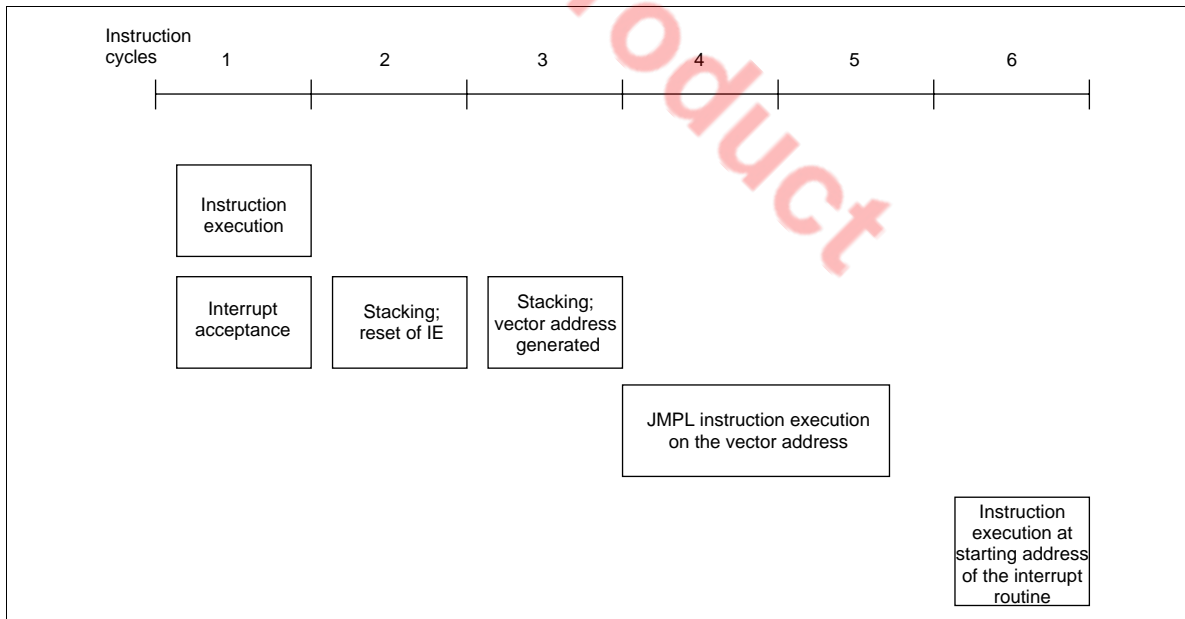 Instruction
cycles
1 2 3 4 5 6
Instruction
execution
Interrupt
acceptance
Stacking;
reset of IE
Stacking;
vector address
generated
JMPL instruction execution
on the vector address
Instruction
execution at
starting address
of the interrupt
routine
roduct